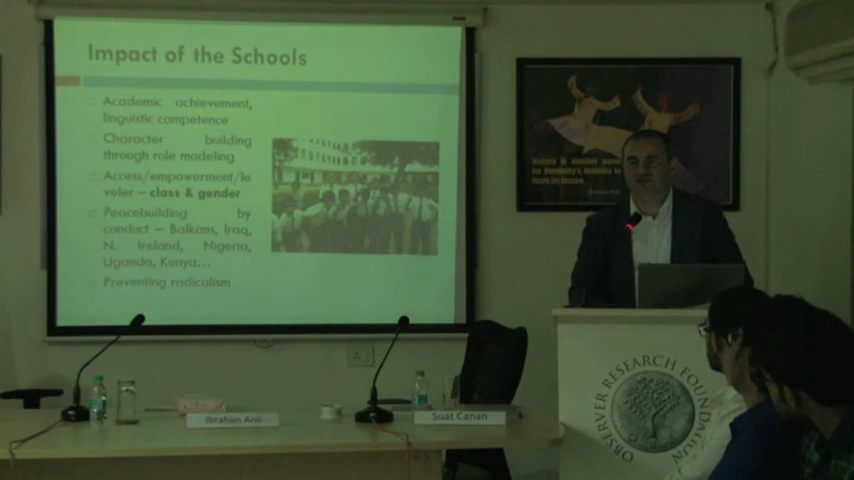 Impact of the Schools
Academic achievement,
linguistic competence
Character building
through role modeling
Access/empowerment/le
veler – class & gender
Peacebuilding by
conduct – Balkans, Iraq,
N. Ireland, Nigeria,
Uganda, Kenya...
Preventing radicalism
Ibrahim Anli
Suat Canan
OBSERVER RESEARCH FOUNDATION